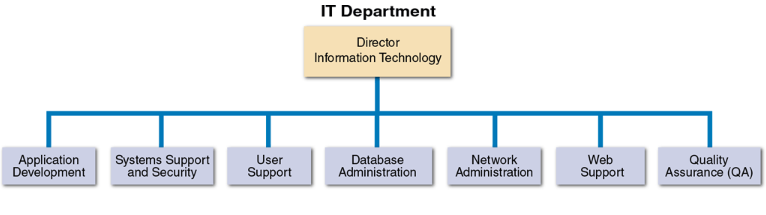 IT Department
Director
Information Technology
Application
Development
Systems Support
and Security
User
Support
Database
Administration
Network
Administration
Web
Support
Quality
Assurance (QA)